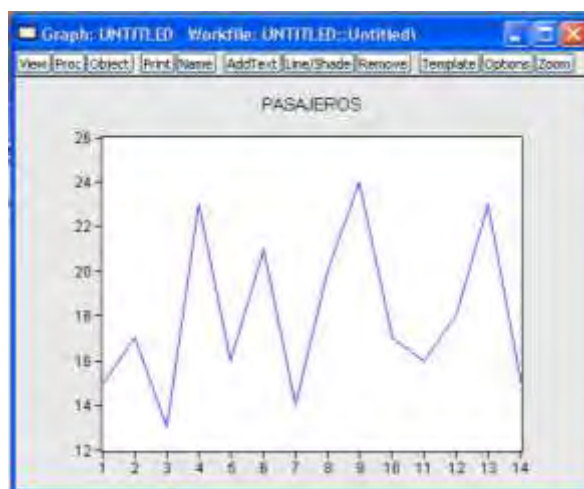 Graph: UNTITLED Workfile: UNTITLED::Untitled\
View Proc Object Print Name AddText Line/Shade Remove Template Options Zoom
PASAJEROS
26
24
22
20
18
16
14
12
1 2 3 4 5 6 7 8 9 10 11 12 13 14